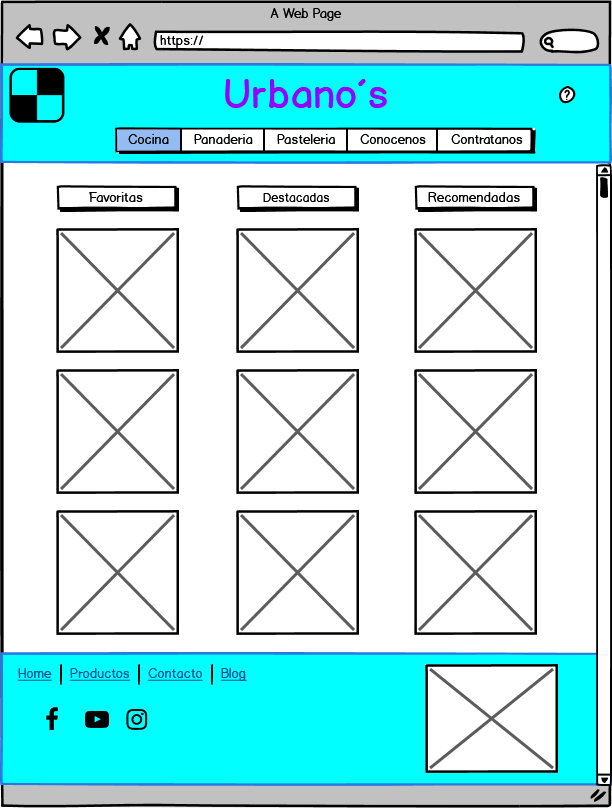 A Web Page
https://
Urbano´s
?
Cocina Panaderia Pasteleria Conocenos Contratanos
Favoritas Destacadas Recomendadas
Home Productos Contacto Blog